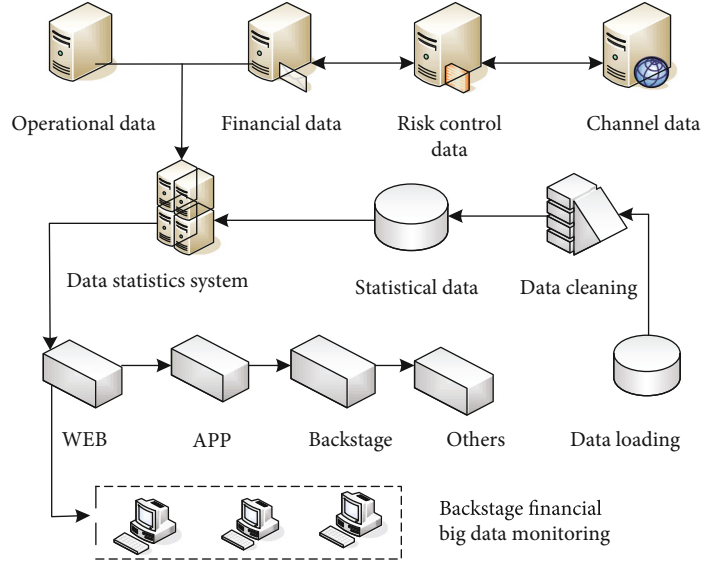 Operational data
Financial data
Risk control
data
Channel data
Data statistics system
Statistical data
Data cleaning
WEB
APP
Backstage
Others
Data loading
Backstage financial
big data monitoring